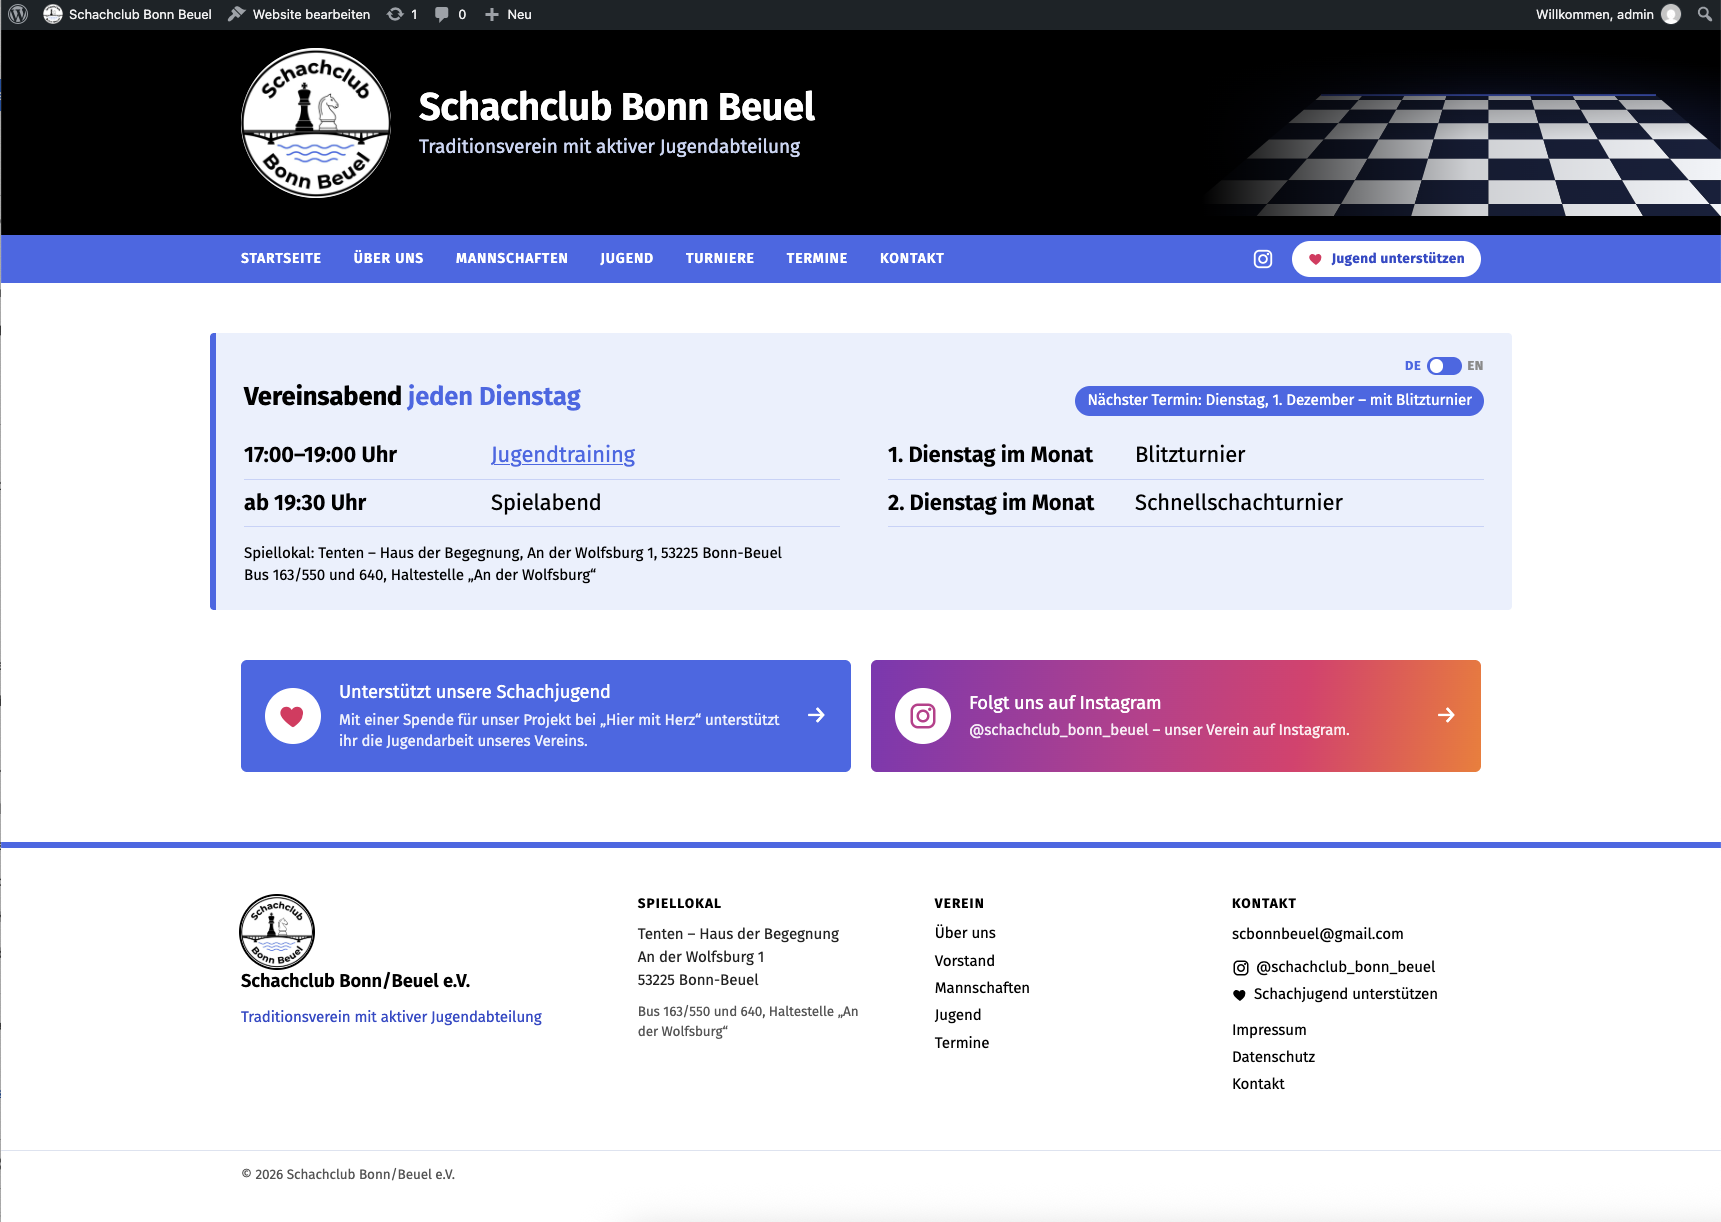 Schachclub Bonn Beuel
Website bearbeiten
1
0
Neu
Willkommen, admin
Schachclub
Bonn Beuel
Schachclub Bonn Beuel
Traditionsverein mit aktiver Jugendabteilung
STARTSEITE
ÜBER UNS
MANNSCHAFTEN
JUGEND
TURNIERE
TERMINE
KONTAKT
Jugend unterstützen
DE
EN
Vereinsabend jeden Dienstag
Nächster Termin: Dienstag, 1. Dezember – mit Blitzturnier
17:00–19:00 Uhr Jugendtraining
ab 19:30 Uhr Spielabend
1. Dienstag im Monat Blitzturnier
2. Dienstag im Monat Schnellschachturnier
Spiellokal: Tenten – Haus der Begegnung, An der Wolfsburg 1, 53225 Bonn-Beuel
Bus 163/550 und 640, Haltestelle „An der Wolfsburg“
Unterstützt unsere Schachjugend
Mit einer Spende für unser Projekt bei „Hier mit Herz“ unterstützt
ihr die Jugendarbeit unseres Vereins.
Folgt uns auf Instagram
@schachclub_bonn_beuel – unser Verein auf Instagram.
Schachclub
Bonn Beuel
Schachclub Bonn/Beuel e.V.
Traditionsverein mit aktiver Jugendabteilung
SPIELLOKAL
Tenten – Haus der Begegnung
An der Wolfsburg 1
53225 Bonn-Beuel
Bus 163/550 und 640, Haltestelle „An
der Wolfsburg“
VEREIN
Über uns
Vorstand
Mannschaften
Jugend
Termine
KONTAKT
scbonnbeuel@gmail.com
@schachclub_bonn_beuel
Schachjugend unterstützen
Impressum
Datenschutz
Kontakt
© 2026 Schachclub Bonn/Beuel e.V.